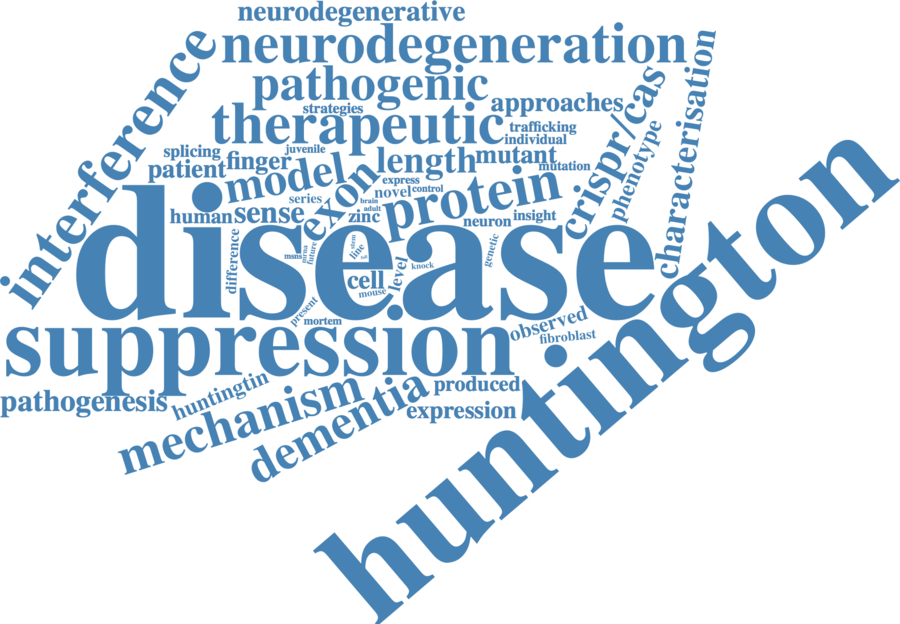 neurodegenerative
neurodegeneration
interference
pathogenic
strategies
approaches
crispr/cas
characterisation
therapeutic
trafficking
individual
phenotype
splicing
juvenile
patient
finger
length
mutant
mutation
model
exon
express
series
novel
control
protein
brain
adult
human
sense
zinc
neuron
insight
disease
difference
msns
mrna
future
stem
line
genetic
level
knock
cell
mouse
present
mortem
suppression
observed
fibroblast
huntington
pathogenesis
huntingtin
mechanism
dementia
produced
expression